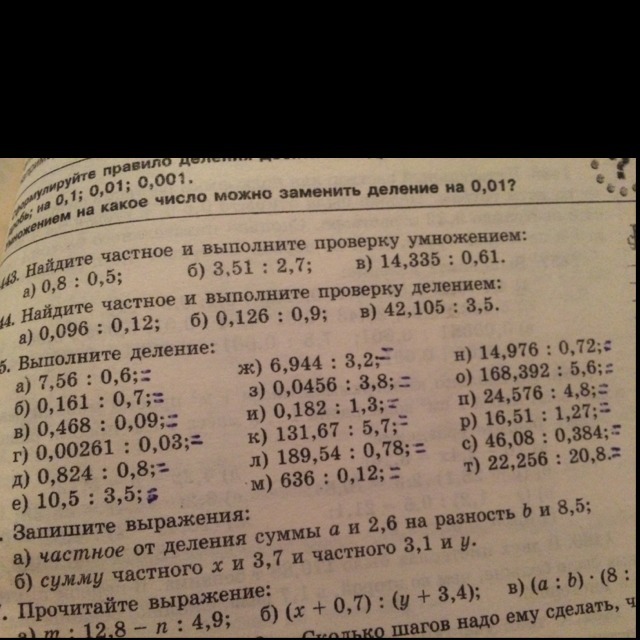 правило деления
на 0,1; 0,01; 0,001.
на какое число можно заменить деление на 0,01?
443. Найдите частное и выполните проверку умножением:
а) 0,8 : 0,5; б) 3,51 : 2,7; в) 14,335 : 0,61.
44. Найдите частное и выполните проверку делением:
а) 0,096 : 0,12; б) 0,126 : 0,9; в) 42,105 : 3,5.
5. Выполните деление:
а) 7,56 : 0,6;= ж) 6,944 : 3,2;= н) 14,976 : 0,72;=
б) 0,161 : 0,7;= з) 0,0456 : 3,8;= о) 168,392 : 5,6;=
в) 0,468 : 0,09;= и) 0,182 : 1,3;= п) 24,576 : 4,8;=
г) 0,00261 : 0,03;= к) 131,67 : 5,7;= р) 16,51 : 1,27;=
д) 0,824 : 0,8;= л) 189,54 : 0,78;= с) 46,08 : 0,384;=
е) 10,5 : 3,5;= м) 636 : 0,12;= т) 22,256 : 20,8.=
Запишите выражения:
а) частное от деления суммы a и 2,6 на разность b и 8,5;
б) сумму частного x и 3,7 и частного 3,1 и y.
Прочитайте выражение:
а) m : 12,8 − n : 4,9; б) (x + 0,7) : (y + 3,4); в) (a : b) · (8 :
Сколько шагов надо ему сделать,